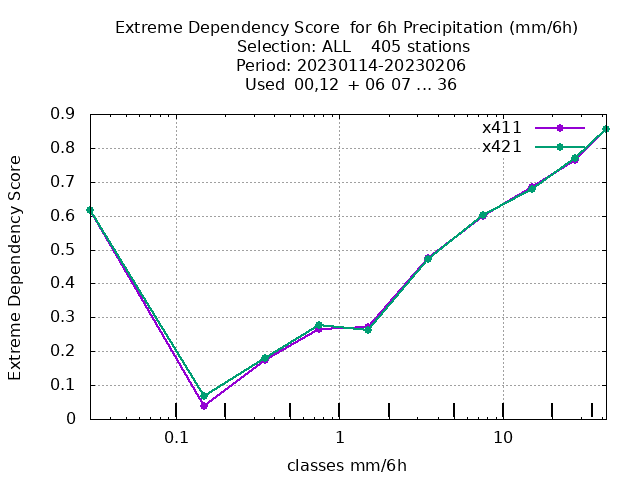 Extreme Dependency Score  for 6h Precipitation (mm/6h)
Selection: ALL    405 stations
Period: 20230114-20230206
Used  00,12  + 06 07 ... 36
x411
x421
0.9
0.8
0.7
0.6
0.5
0.4
0.3
0.2
0.1
0
Extreme Dependency Score
0.1 1 10
classes mm/6h